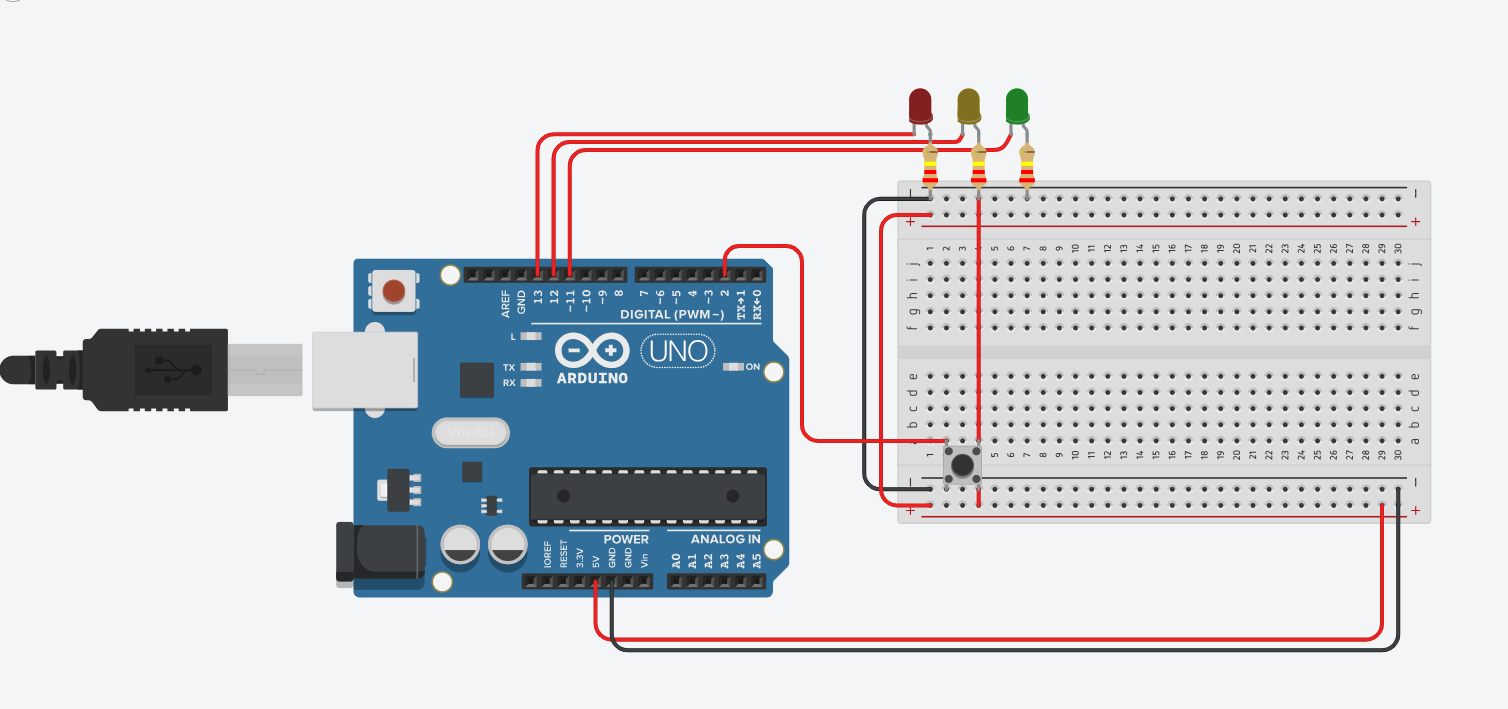 - -
+ +
1 2 3 5 6 7 8 9 10 11 12 13 14 15 16 17 18 19 20 21 22 23 24 25 26 27 28 29 30
j j
i i
h h
g g
f f
e e
d d
c c
b b
a a
1 5 6 7 8 9 10 11 12 13 14 15 16 17 18 19 20 21 22 23 24 25 26 27 28 29 30
- -
+ +
AREF GND 13 12 ~11 ~10 ~9 8 7 ~6 ~5 4 ~3 2 TX→1 RX←0
DIGITAL (PWM~)
L
UNO
TX
RX
ARDUINO
ON
POWER ANALOG IN
IOREF RESET 3.3V 5V GND GND Vin A0 A1 A2 A3 A4 A5